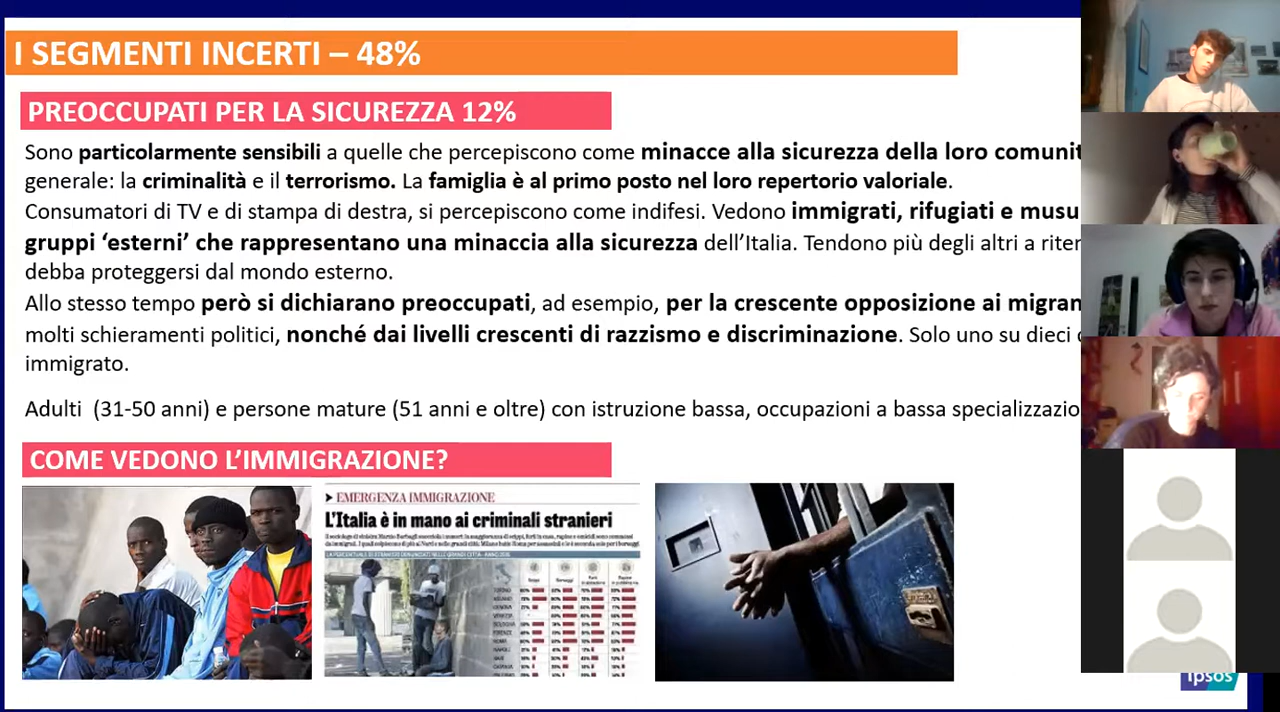 I SEGMENTI INCERTI – 48%
PREOCCUPATI PER LA SICUREZZA 12%
Sono particolarmente sensibili a quelle che percepiscono come minacce alla sicurezza della loro comunit
generale: la criminalità e il terrorismo. La famiglia è al primo posto nel loro repertorio valoriale.
Consumatori di TV e di stampa di destra, si percepiscono come indifesi. Vedono immigrati, rifugiati e musu
gruppi ‘esterni’ che rappresentano una minaccia alla sicurezza dell’Italia. Tendono più degli altri a riten
debba proteggersi dal mondo esterno.
Allo stesso tempo però si dichiarano preoccupati, ad esempio, per la crescente opposizione ai migran
molti schieramenti politici, nonché dai livelli crescenti di razzismo e discriminazione. Solo uno su dieci
immigrato.
Adulti (31-50 anni) e persone mature (51 anni e oltre) con istruzione bassa, occupazioni a bassa specializzazio
COME VEDONO L’IMMIGRAZIONE?
EMERGENZA IMMIGRAZIONE
L'Italia è in mano ai criminali stranieri
Ipsos